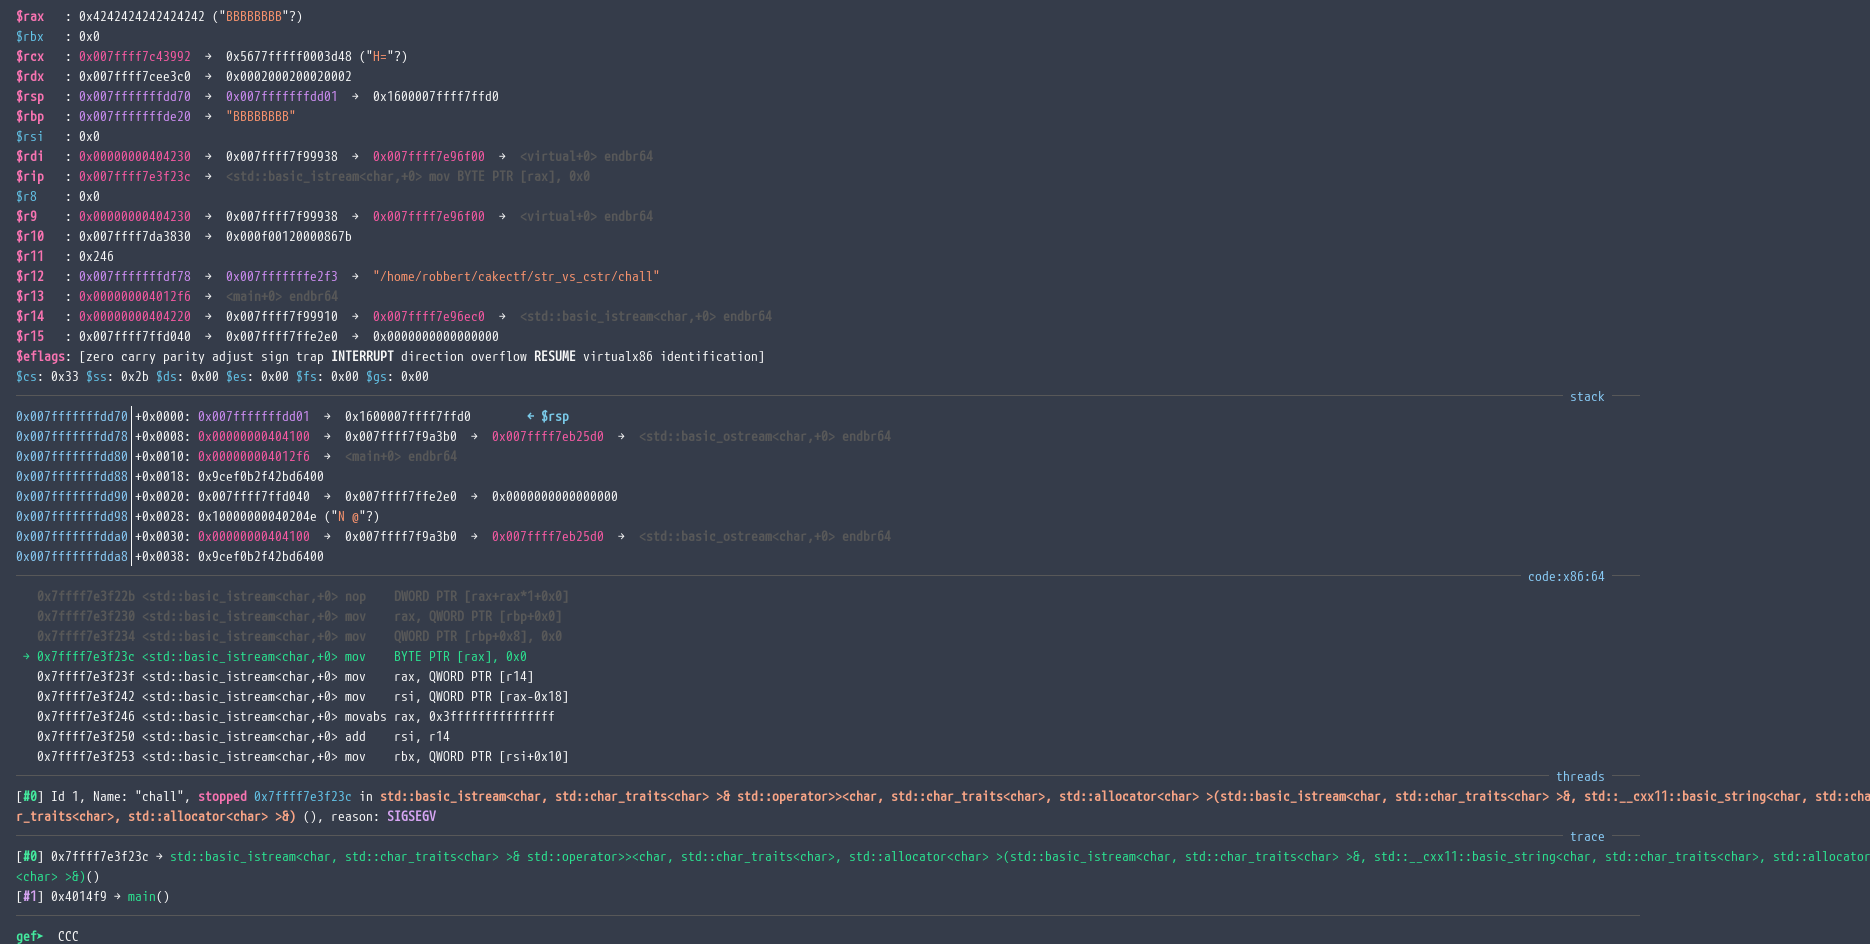 $rax   : 0x4242424242424242 ("BBBBBBBB"?)
$rbx   : 0x0
$rcx   : 0x007ffff7c43992  →  0x5677fffff0003d48 ("H="?)
$rdx   : 0x007ffff7cee3c0  →  0x0002000200020002
$rsp   : 0x007fffffffdd70  →  0x007fffffffdd01  →  0x1600007ffff7ffd0
$rbp   : 0x007fffffffde20  →  "BBBBBBBB"
$rsi   : 0x0
$rdi   : 0x00000000404230  →  0x007ffff7f99938  →  0x007ffff7e96f00  →  <virtual+0> endbr64
$rip   : 0x007ffff7e3f23c  →  <std::basic_istream<char,+0> mov BYTE PTR [rax], 0x0
$r8    : 0x0
$r9    : 0x00000000404230  →  0x007ffff7f99938  →  0x007ffff7e96f00  →  <virtual+0> endbr64
$r10   : 0x007ffff7da3830  →  0x000f00120000867b
$r11   : 0x246
$r12   : 0x007fffffffdf78  →  0x007fffffffe2f3  →  "/home/robbert/cakectf/str_vs_cstr/chall"
$r13   : 0x000000004012f6  →  <main+0> endbr64
$r14   : 0x00000000404220  →  0x007ffff7f99910  →  0x007ffff7e96ec0  →  <std::basic_istream<char,+0> endbr64
$r15   : 0x007ffff7ffd040  →  0x007ffff7ffe2e0  →  0x0000000000000000
$eflags: [zero carry parity adjust sign trap INTERRUPT direction overflow RESUME virtualx86 identification]
$cs: 0x33 $ss: 0x2b $ds: 0x00 $es: 0x00 $fs: 0x00 $gs: 0x00
stack
0x007fffffffdd70│+0x0000: 0x007fffffffdd01  →  0x1600007ffff7ffd0        ← $rsp
0x007fffffffdd78│+0x0008: 0x00000000404100  →  0x007ffff7f9a3b0  →  0x007ffff7eb25d0  →  <std::basic_ostream<char,+0> endbr64
0x007fffffffdd80│+0x0010: 0x000000004012f6  →  <main+0> endbr64
0x007fffffffdd88│+0x0018: 0x9cef0b2f42bd6400
0x007fffffffdd90│+0x0020: 0x007ffff7ffd040  →  0x007ffff7ffe2e0  →  0x0000000000000000
0x007fffffffdd98│+0x0028: 0x10000000040204e ("N @"?)
0x007fffffffdda0│+0x0030: 0x00000000404100  →  0x007ffff7f9a3b0  →  0x007ffff7eb25d0  →  <std::basic_ostream<char,+0> endbr64
0x007fffffffdda8│+0x0038: 0x9cef0b2f42bd6400
code:x86:64
0x7ffff7e3f22b <std::basic_istream<char,+0> nop    DWORD PTR [rax+rax*1+0x0]
0x7ffff7e3f230 <std::basic_istream<char,+0> mov    rax, QWORD PTR [rbp+0x0]
0x7ffff7e3f234 <std::basic_istream<char,+0> mov    QWORD PTR [rbp+0x8], 0x0
→ 0x7ffff7e3f23c <std::basic_istream<char,+0> mov    BYTE PTR [rax], 0x0
0x7ffff7e3f23f <std::basic_istream<char,+0> mov    rax, QWORD PTR [r14]
0x7ffff7e3f242 <std::basic_istream<char,+0> mov    rsi, QWORD PTR [rax-0x18]
0x7ffff7e3f246 <std::basic_istream<char,+0> movabs rax, 0x3fffffffffffffff
0x7ffff7e3f250 <std::basic_istream<char,+0> add    rsi, r14
0x7ffff7e3f253 <std::basic_istream<char,+0> mov    rbx, QWORD PTR [rsi+0x10]
threads
[#0] Id 1, Name: "chall", stopped 0x7ffff7e3f23c in std::basic_istream<char, std::char_traits<char> >& std::operator>><char, std::char_traits<char>, std::allocator<char> >(std::basic_istream<char, std::char_traits<char> >&, std::__cxx11::basic_string<char, std::cha
r_traits<char>, std::allocator<char> >&) (), reason: SIGSEGV
trace
[#0] 0x7ffff7e3f23c → std::basic_istream<char, std::char_traits<char> >& std::operator>><char, std::char_traits<char>, std::allocator<char> >(std::basic_istream<char, std::char_traits<char> >&, std::__cxx11::basic_string<char, std::char_traits<char>, std::allocator
<char> >&)()
[#1] 0x4014f9 → main()
gef➤  CCC